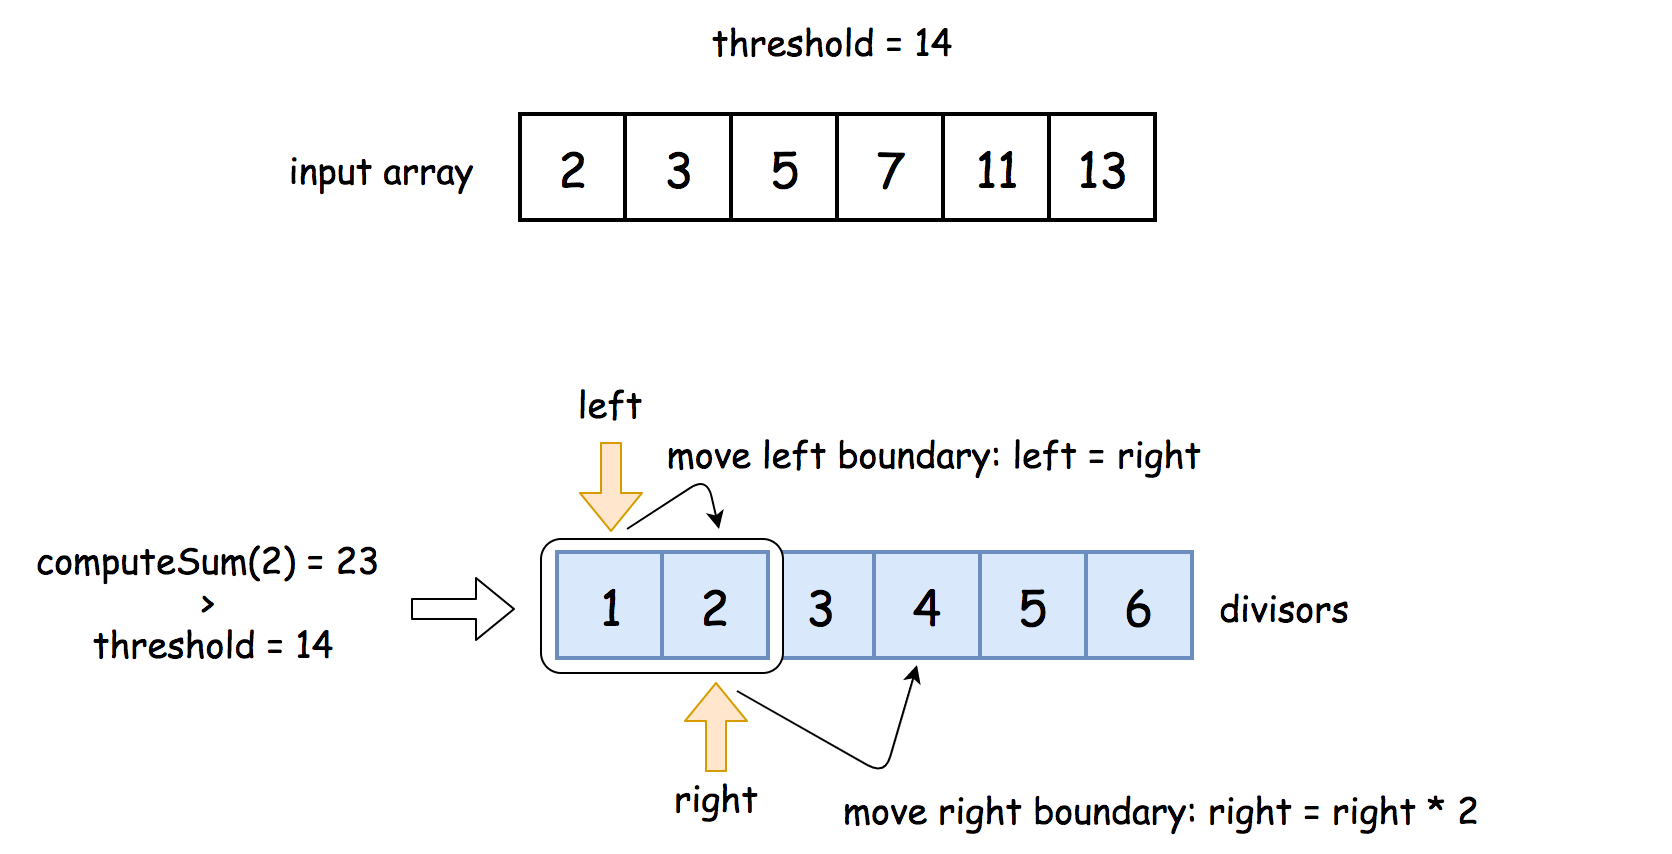 threshold = 14
input array 2 3 5 7 11 13
left
move left boundary: left = right
computeSum(2) = 23
>
threshold = 14
1 2 3 4 5 6 divisors
right
move right boundary: right = right * 2